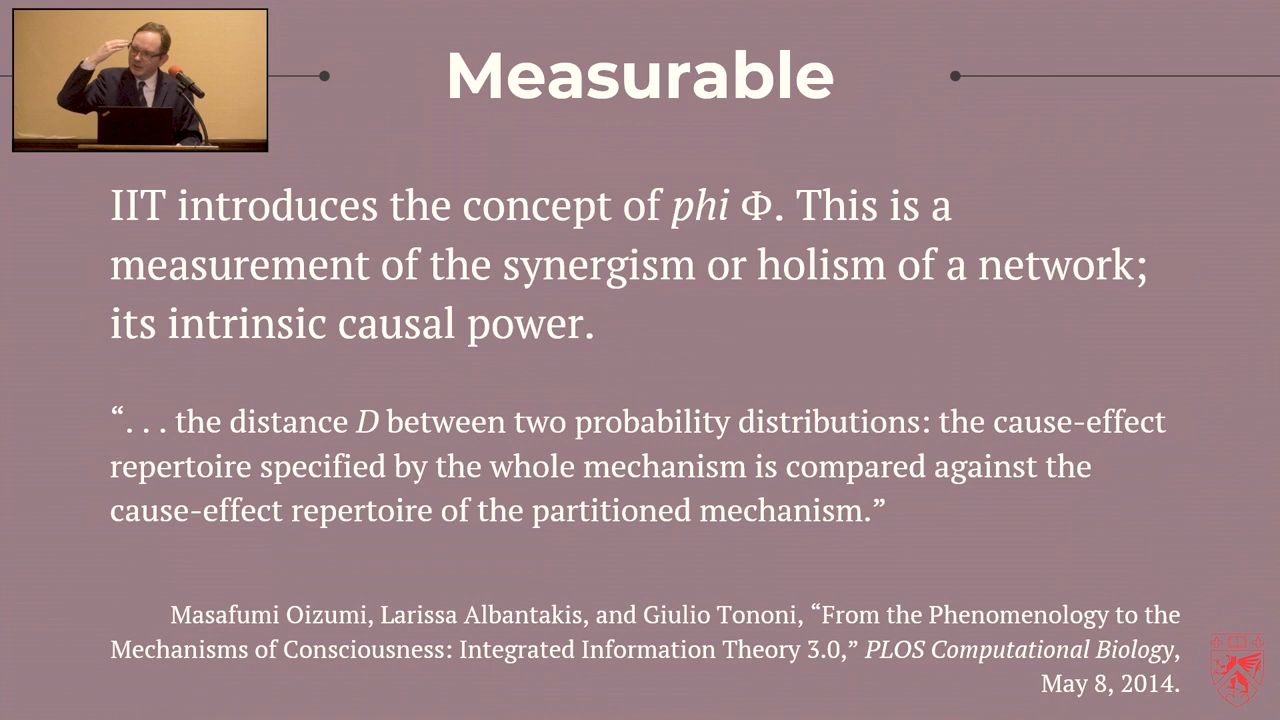 Measurable
IIT introduces the concept of phi Φ. This is a
measurement of the synergism or holism of a network;
its intrinsic causal power.
“. . . the distance D between two probability distributions: the cause-effect
repertoire specified by the whole mechanism is compared against the
cause-effect repertoire of the partitioned mechanism.”
Masafumi Oizumi, Larissa Albantakis, and Giulio Tononi, “From the Phenomenology to the
Mechanisms of Consciousness: Integrated Information Theory 3.0,” PLOS Computational Biology,
May 8, 2014.